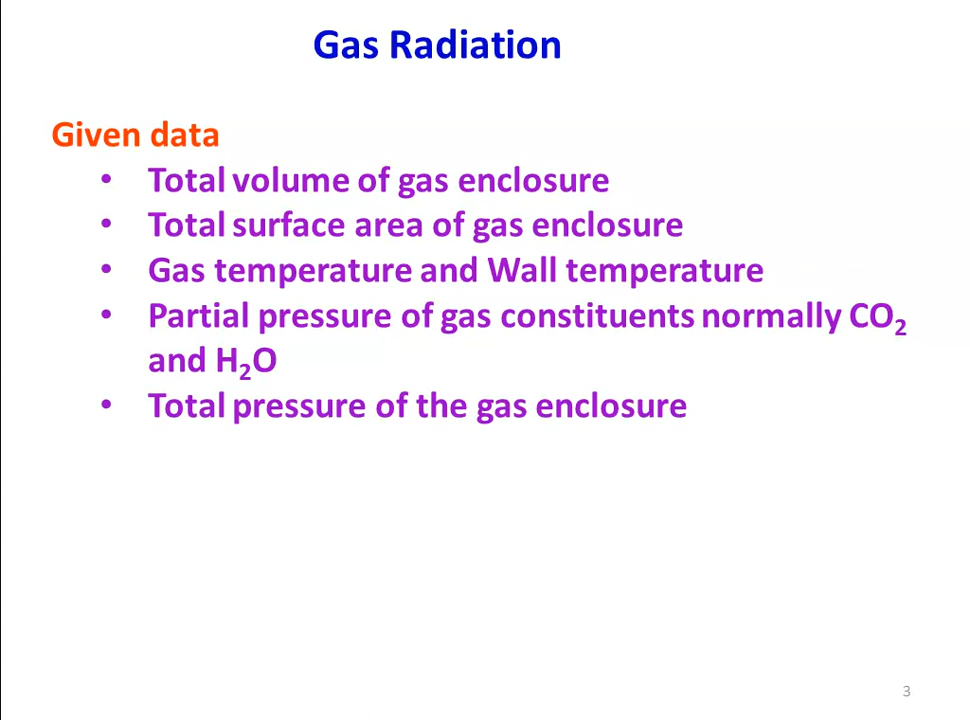 Gas Radiation
Given data
• Total volume of gas enclosure
• Total surface area of gas enclosure
• Gas temperature and Wall temperature
• Partial pressure of gas constituents normally CO₂
and H₂O
• Total pressure of the gas enclosure
3